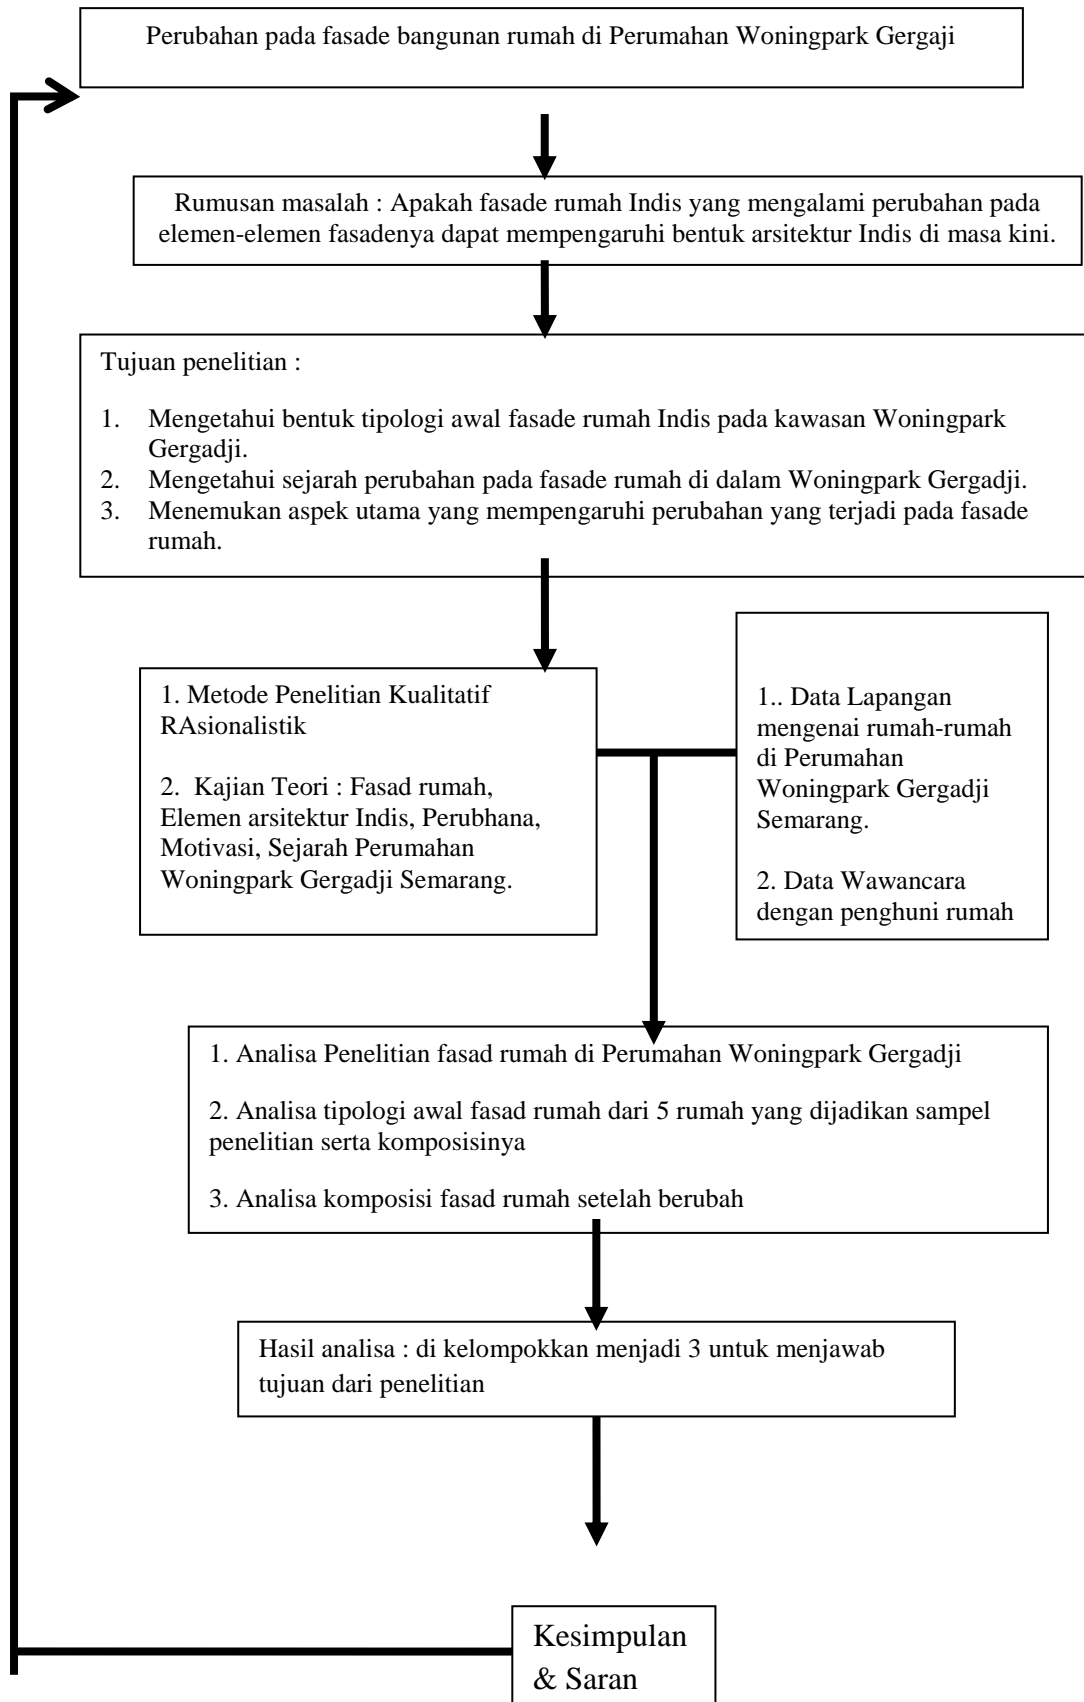 Perubahan pada fasade bangunan rumah di Perumahan Woningpark Gergaji
Rumusan masalah : Apakah fasade rumah Indis yang mengalami perubahan pada
elemen-elemen fasadenya dapat mempengaruhi bentuk arsitektur Indis di masa kini.
Tujuan penelitian :
1. Mengetahui bentuk tipologi awal fasade rumah Indis pada kawasan Woningpark
Gergadji.
2. Mengetahui sejarah perubahan pada fasade rumah di dalam Woningpark Gergadji.
3. Menemukan aspek utama yang mempengaruhi perubahan yang terjadi pada fasade
rumah.
1. Metode Penelitian Kualitatif
RAsionalistik
2. Kajian Teori : Fasad rumah,
Elemen arsitektur Indis, Perubhana,
Motivasi, Sejarah Perumahan
Woningpark Gergadji Semarang.
1.. Data Lapangan
mengenai rumah-rumah
di Perumahan
Woningpark Gergadji
Semarang.
2. Data Wawancara
dengan penghuni rumah
1. Analisa Penelitian fasad rumah di Perumahan Woningpark Gergadji
2. Analisa tipologi awal fasad rumah dari 5 rumah yang dijadikan sampel
penelitian serta komposisinya
3. Analisa komposisi fasad rumah setelah berubah
Hasil analisa : di kelompokkan menjadi 3 untuk menjawab
tujuan dari penelitian
Kesimpulan
& Saran